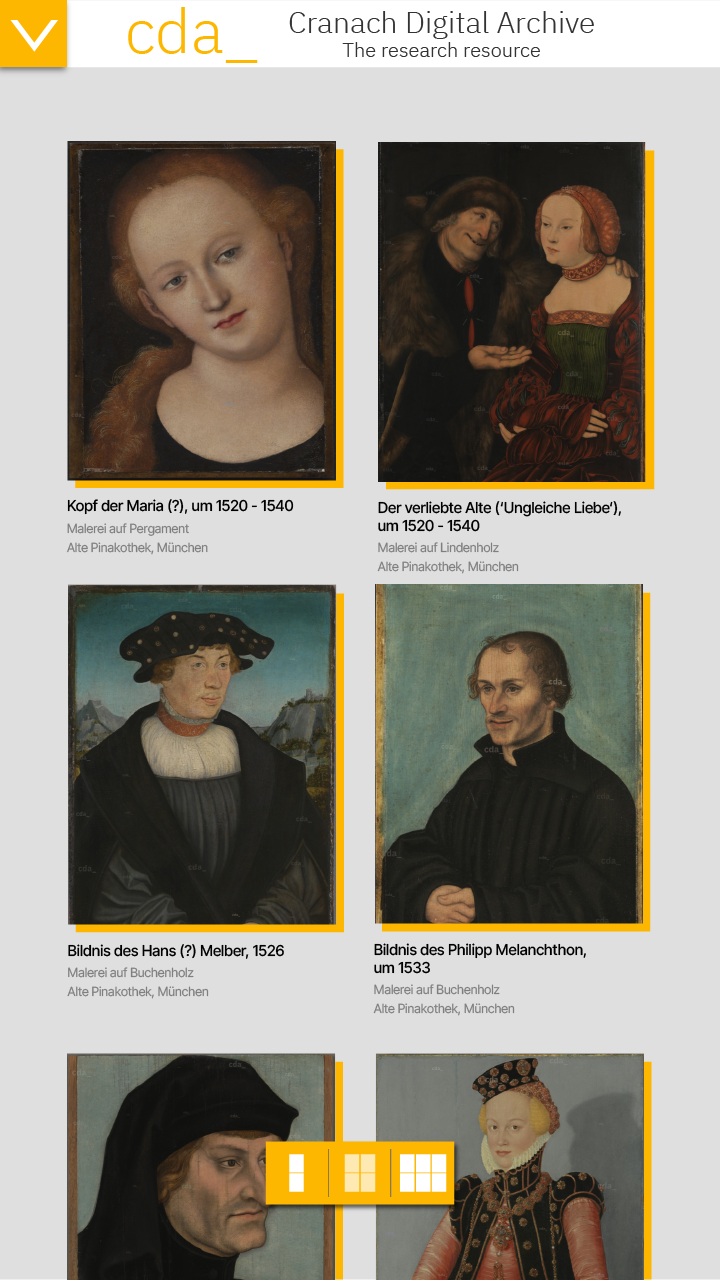 cda_
Cranach Digital Archive
The research resource
Kopf der Maria (?), um 1520 - 1540
Malerei auf Pergament
Alte Pinakothek, München
Der verliebte Alte (‘Ungleiche Liebe‘),
um 1520 - 1540
Malerei auf Lindenholz
Alte Pinakothek, München
Bildnis des Hans (?) Melber, 1526
Malerei auf Buchenholz
Alte Pinakothek, München
Bildnis des Philipp Melanchthon,
um 1533
Malerei auf Buchenholz
Alte Pinakothek, München